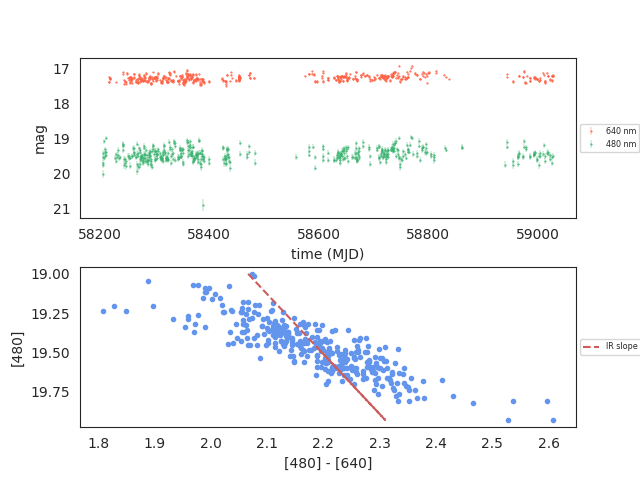 17
18
19
20
21
mag
58200 58400 58600 58800 59000
time (MJD)
640 nm
480 nm
19.00
19.25
19.50
19.75
[480]
1.8 1.9 2.0 2.1 2.2 2.3 2.4 2.5 2.6
[480] - [640]
IR slope